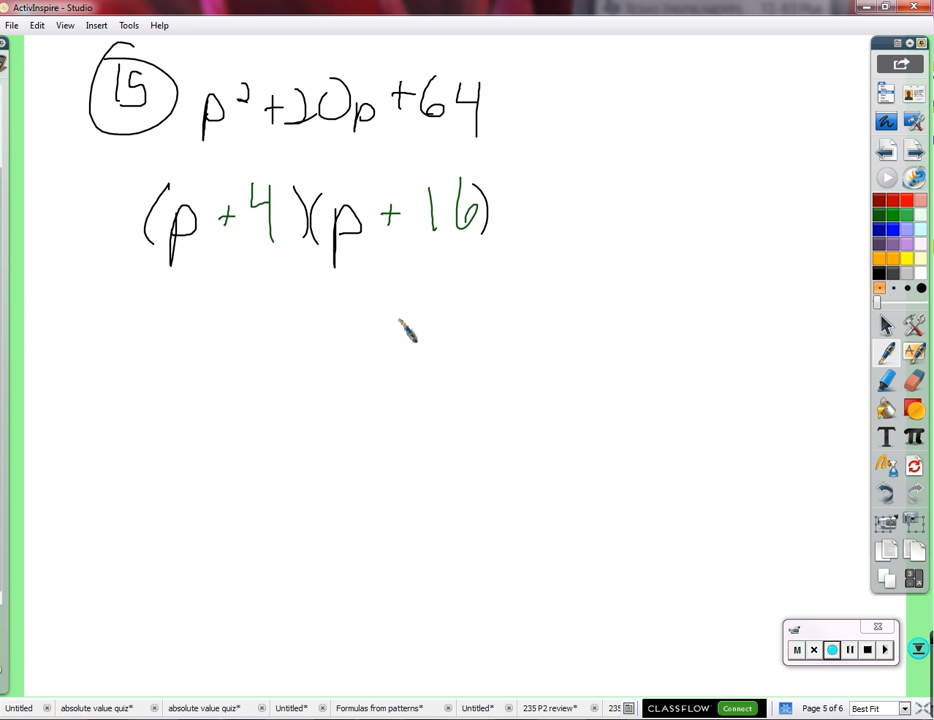 ActivInspire - Studio
File Edit View Insert Tools Help
15 p² +20p +64
(p +4)(p + 16)
M
Untitled absolute value quiz* absolute value quiz* Untitled* Formulas from patterns* Untitled* 235 P2 review* 235 CLASSFLOW Connect Page 5 of 6 Best Fit